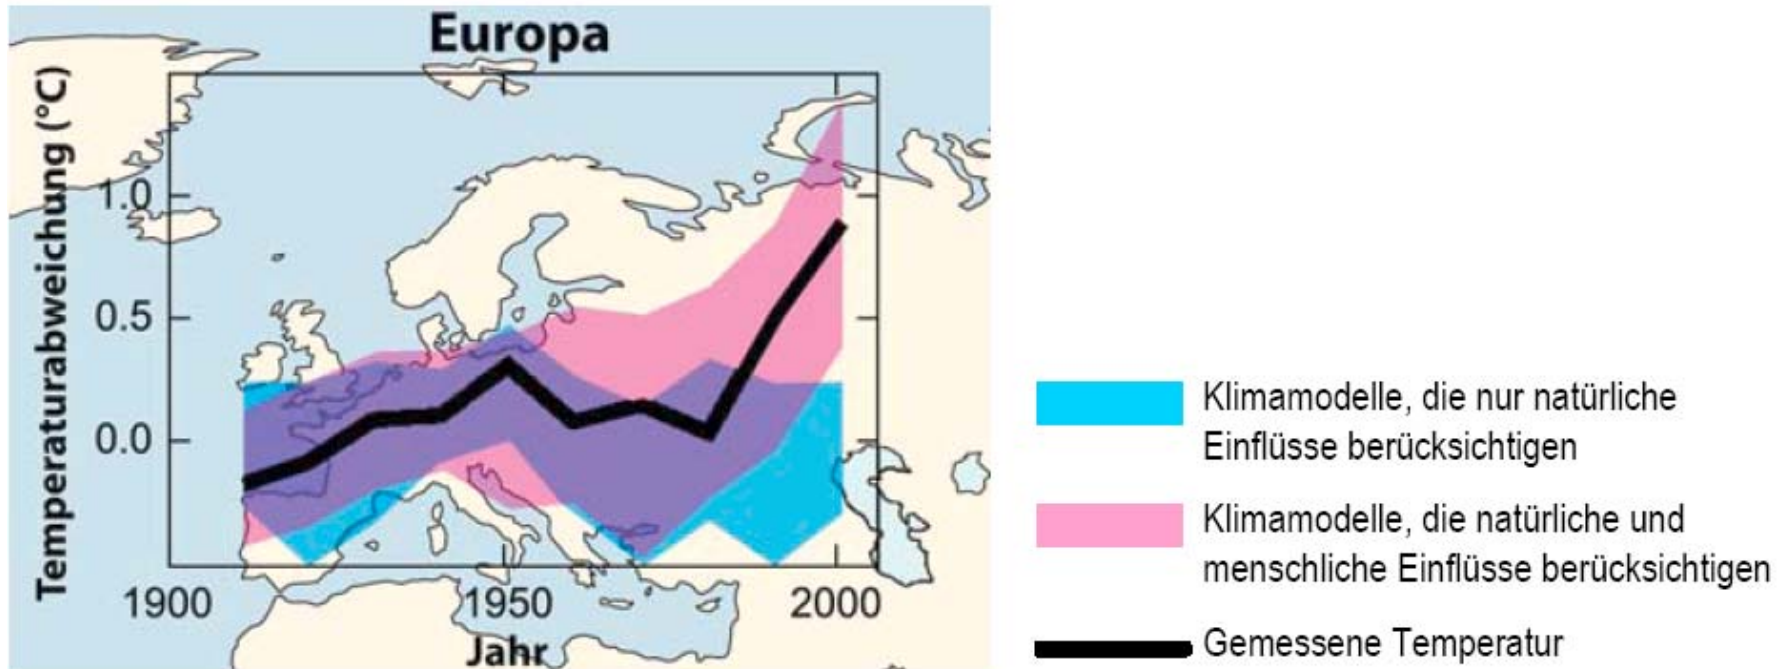 Europa
Temperaturabweichung (°C)
1.0
0.5
0.0
1900 1950 2000
Jahr
Klimamodelle, die nur natürliche
Einflüsse berücksichtigen
Klimamodelle, die natürliche und
menschliche Einflüsse berücksichtigen
Gemessene Temperatur